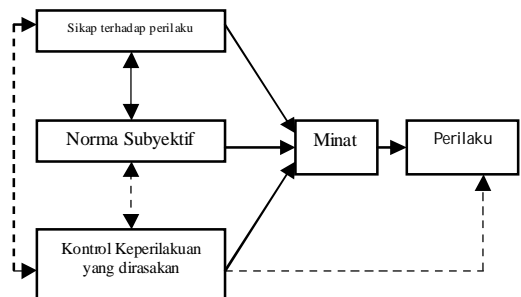 Sikap terhadap perilaku
Norma Subyektif
Minat
Perilaku
Kontrol Keperilakuan
yang dirasakan